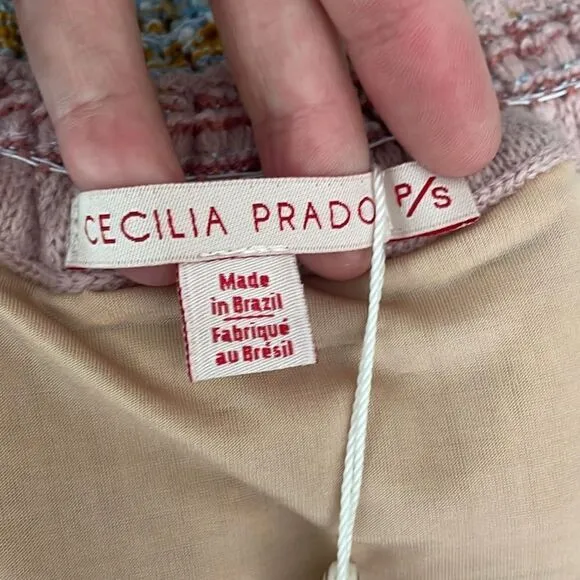 CECILIA PRADO P/S
Made
in Brazil
Fabriqué
au Brésil